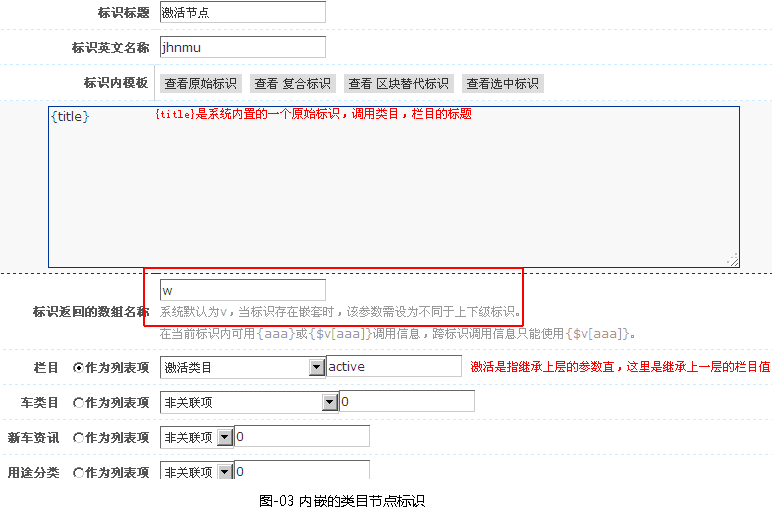 标识标题 激活节点
标识英文名称 jhnmu
标识内模板 查看原始标识 查看 复合标识 查看 区块替代标识 查看选中标识
{title} {title}是系统内置的一个原始标识，调用类目，栏目的标题
w
标识返回的数组名称 系统默认为v，当标识存在嵌套时，该参数需设为不同于上下级标识。
在当前标识内可用{aaa}或{$v[aaa]}调用信息，跨标识调用信息只能使用{$v[aaa]}。
栏目 作为列表项 激活类目 active 激活是指继承上层的参数直，这里是继承上一层的栏目值
车类目 作为列表项 非关联项 0
新车资讯 作为列表项 非关联项 0
用途分类 作为列表项 非关联项 0
图-03 内嵌的类目节点标识